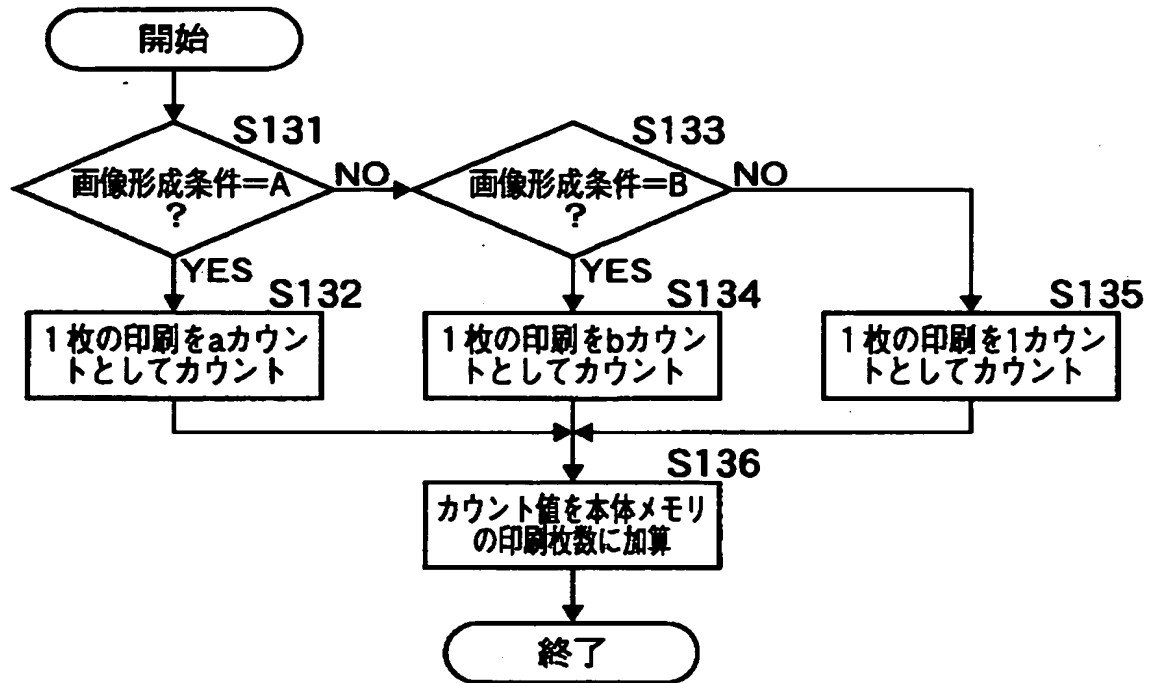 開始
S131
画像形成条件＝A
？
NO
YES
S133
画像形成条件＝B
？
NO
YES
S132
1枚の印刷をaカウン
トとしてカウント
S134
1枚の印刷をbカウン
トとしてカウント
S135
1枚の印刷を1カウン
トとしてカウント
S136
カウント値を本体メモリ
の印刷枚数に加算
終了